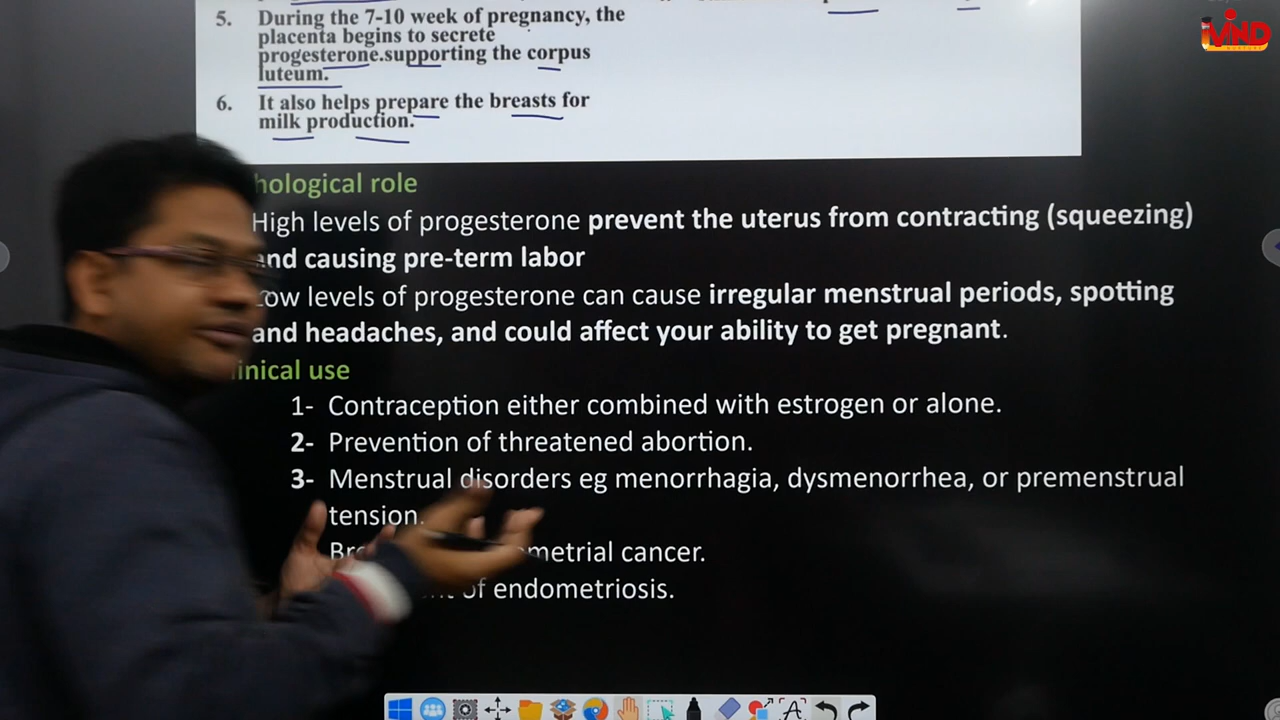 5. During the 7-10 week of pregnancy, the
placenta begins to secrete
progesterone.supporting the corpus
luteum.
6. It also helps prepare the breasts for
milk production.
role
High levels of progesterone prevent the uterus from contracting (squeezing)
and causing pre-term labor
Low levels of progesterone can cause irregular menstrual periods, spotting
and headaches, and could affect your ability to get pregnant.
use
1- Contraception either combined with estrogen or alone.
2- Prevention of threatened abortion.
3- Menstrual disorders eg menorrhagia, dysmenorrhea, or premenstrual
tension.
cancer.
of endometriosis.